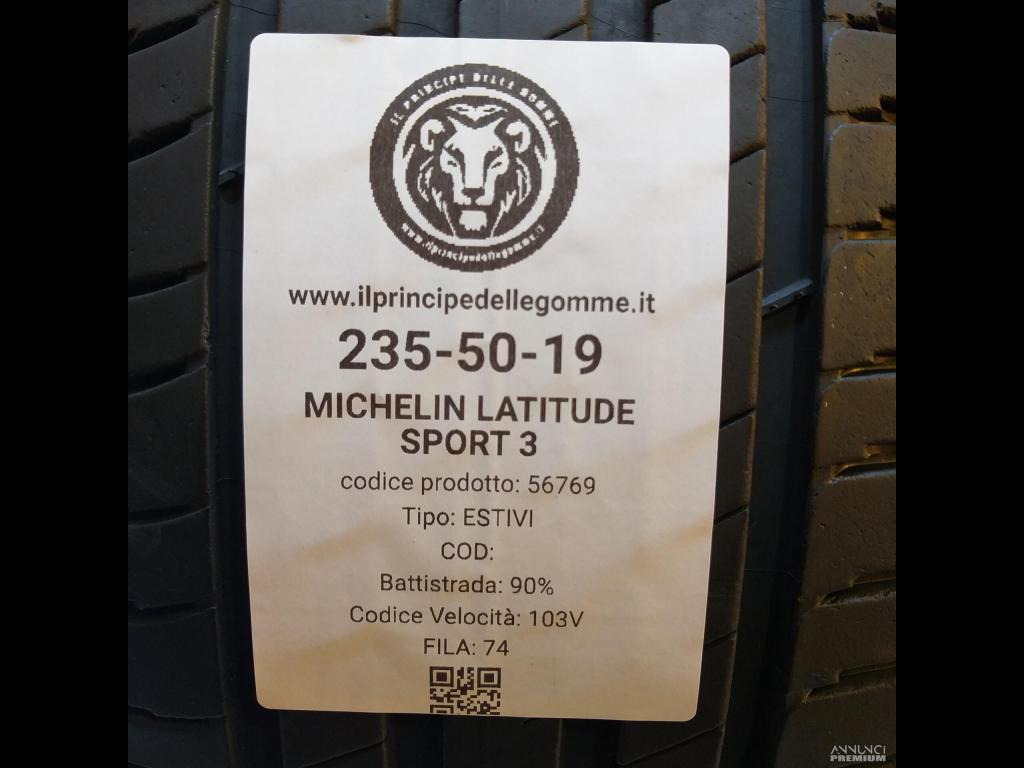 IL PRINCIPE DELLE GOMME
www.ilprincipedellegomme.it
www.ilprincipedellegomme.it
235-50-19
MICHELIN LATITUDE
SPORT 3
codice prodotto: 56769
Tipo: ESTIVI
COD:
Battistrada: 90%
Codice Velocità: 103V
FILA: 74
ANNUNCI
PREMIUM